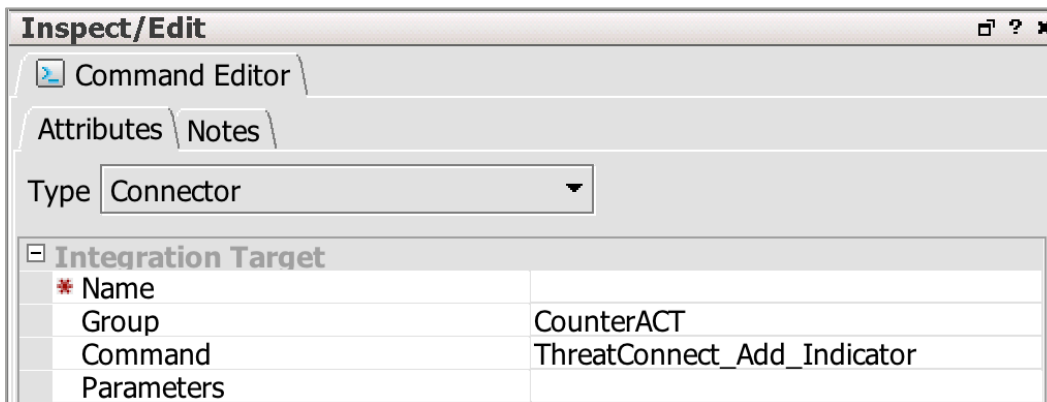 Inspect/Edit
Command Editor
Attributes Notes
Type Connector
Integration Target
* Name
Group CounterACT
Command ThreatConnect_Add_Indicator
Parameters